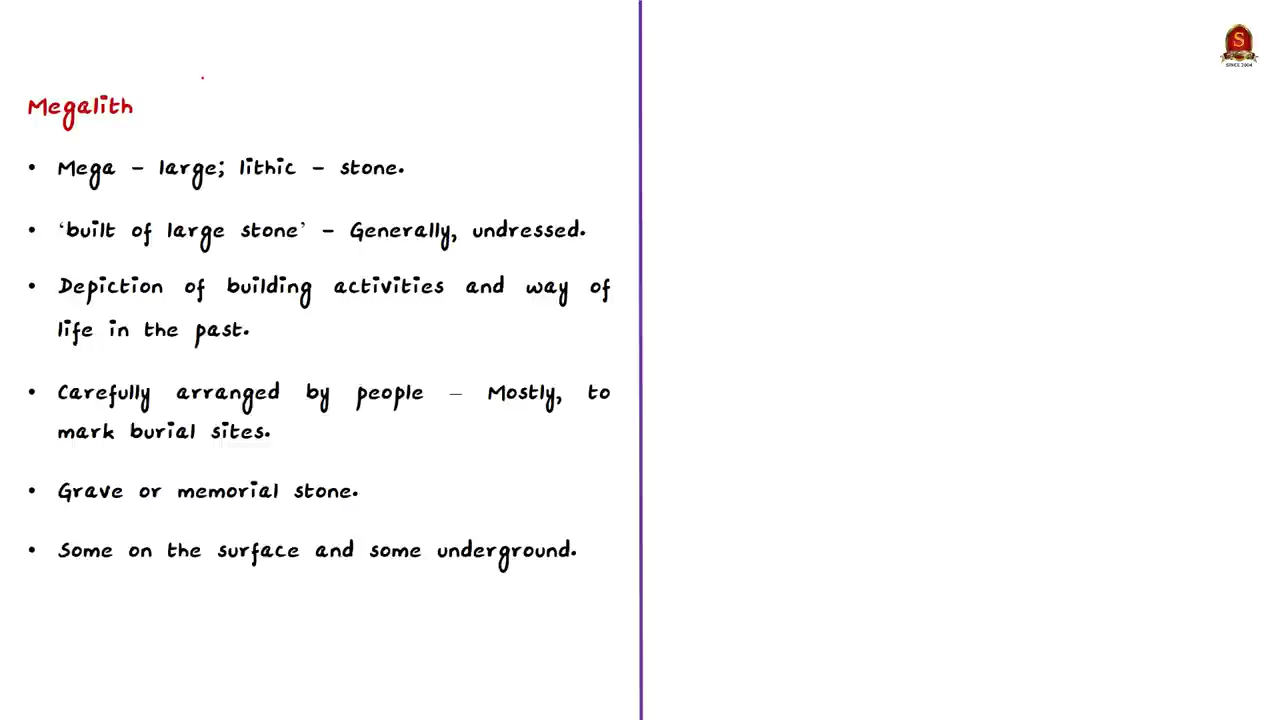 Megalith
• Mega – large; lithic – stone.
• ‘built of large stone’ – Generally, undressed.
• Depiction of building activities and way of
life in the past.
• Carefully arranged by people – Mostly, to
mark burial sites.
• Grave or memorial stone.
• Some on the surface and some underground.
S
SINCE 2004